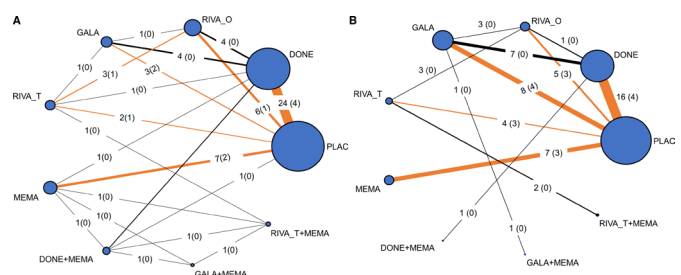 A
RIVA_O
GALA
1(0)
4 (0)
DONE
1(0)
4 (0)
3(1)
3(2)
1(0)
24 (4)
6(1)
RIVA_T
2(1)
1(0)
PLAC
7(2)
1(0)
1(0)
MEMA
1(0)
1(0)
1(0)
1(0)
1(0)
RIVA_T+MEMA
DONE+MEMA
1(0)
GALA+MEMA
B
RIVA_O
GALA
3 (0)
1 (0)
7 (0)
DONE
3 (0)
5 (3)
8 (4)
1 (0)
16 (4)
RIVA_T
4 (3)
PLAC
7 (3)
MEMA
2 (0)
1 (0)
RIVA_T+MEMA
1 (0)
DONE+MEMA
GALA+MEMA